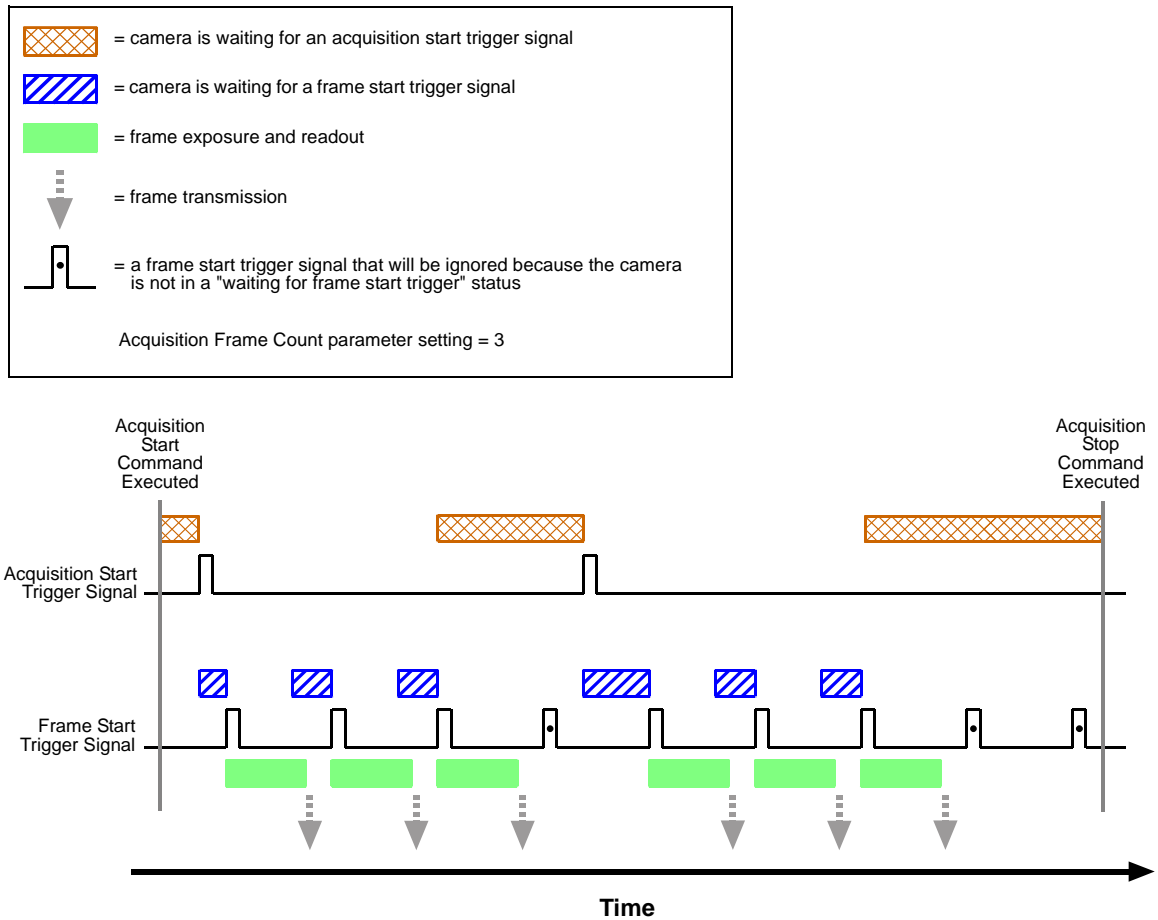 = camera is waiting for an acquisition start trigger signal
= camera is waiting for a frame start trigger signal
= frame exposure and readout
= frame transmission
= a frame start trigger signal that will be ignored because the camera
is not in a "waiting for frame start trigger" status
Acquisition Frame Count parameter setting = 3
Acquisition
Start
Command
Executed
Acquisition
Stop
Command
Executed
Acquisition Start
Trigger Signal
Frame Start
Trigger Signal
Time